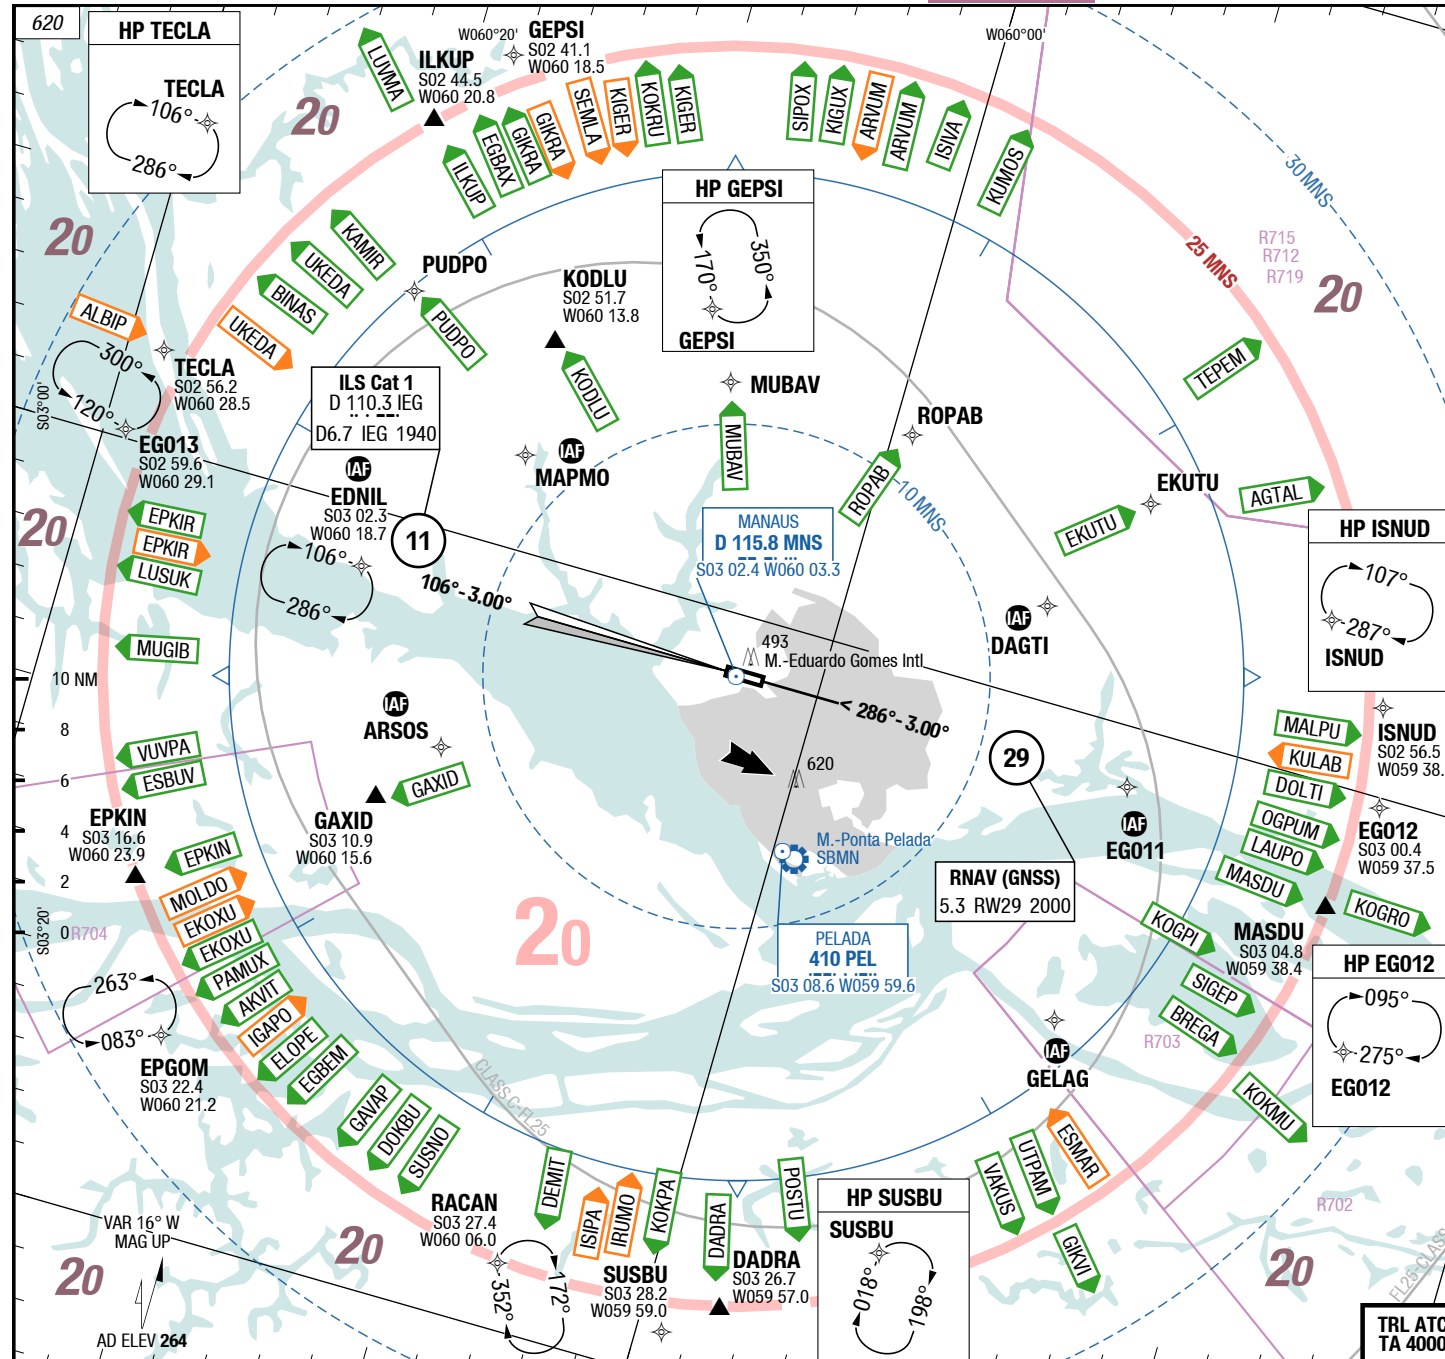 620
HP TECLA
TECLA
106°
286°
LUVMA
ILKUP
S02 44.5
W060 20.8
W060°20'
GEPSI
S02 41.1
W060 18.5
W060°00'
20
ILKUP
EGBAX
GIKRA
GIKRA
SEMLA
KIGER
KOKRU
KIGER
SIPOX
KIGUX
ARVUM
ARVUM
ISIVA
KUMOS
30 MNS
25 MNS
R715
R712
R719
20
20
HP GEPSI
170°
350°
GEPSI
KAMIR
UKEDA
BINAS
UKEDA
PUDPO
PUDPO
KODLU
S02 51.7
W060 13.8
KODLU
ALBIP
300°
120°
TECLA
S02 56.2
W060 28.5
S03°00'
EG013
S02 59.6
W060 29.1
ILS Cat 1
D 110.3 IEG
D6.7 IEG 1940
MUBAV
MUBAV
ROPAB
ROPAB
10 MNS
TEPEM
AGTAL
EKUTU
EKUTU
IAF
MAPMO
IAF
EDNIL
S03 02.3
W060 18.7
11
106°
286°
106°-3.00°
20
EPKIR
EPKIR
LUSUK
MUGIB
MANAUS
D 115.8 MNS
S03 02.4 W060 03.3
HP ISNUD
107°
287°
ISNUD
IAF
DAGTI
493
M.-Eduardo Gomes Intl
< 286°-3.00°
620
10 NM
8
6
4
2
0
IAF
ARSOS
VUVPA
ESBUV
GAXID
GAXID
S03 10.9
W060 15.6
EPKIN
S03 16.6
W060 23.9
EPKIN
MOLDO
EKOXU
EKOXU
PAMUX
AKVIT
IGAPO
ELOPE
EGBEM
GAVAP
DOKBU
SUSNO
S03°20'
R704
263°
083°
EPGOM
S03 22.4
W060 21.2
M.-Ponta Pelada
SBMN
PELADA
410 PEL
S03 08.6 W059 59.6
20
29
RNAV (GNSS)
5.3 RW29 2000
IAF
EG011
MALPU
KULAB
DOLTI
OGPUM
LAUPO
MASDU
ISNUD
S02 56.5
W059 38.
EG012
S03 00.4
W059 37.5
KOGRO
MASDU
S03 04.8
W059 38.4
KOGPI
SIGEP
BREGA
KOKMU
R703
R702
HP EG012
095°
275°
EG012
IAF
GELAG
ESMAR
UTPAM
VAKUS
GIKVI
CLASS C-FL25
RACAN
S03 27.4
W060 06.0
352°
172°
DEMIT
ISIPA
IRUMO
KOKPA
DADRA
POSTU
SUSBU
S03 28.2
W059 59.0
DADRA
S03 26.7
W059 57.0
HP SUSBU
SUSBU
018°
198°
20
20
20
VAR 16° W
MAG UP
AD ELEV 264
FL25-CLASS
TRL ATC
TA 4000